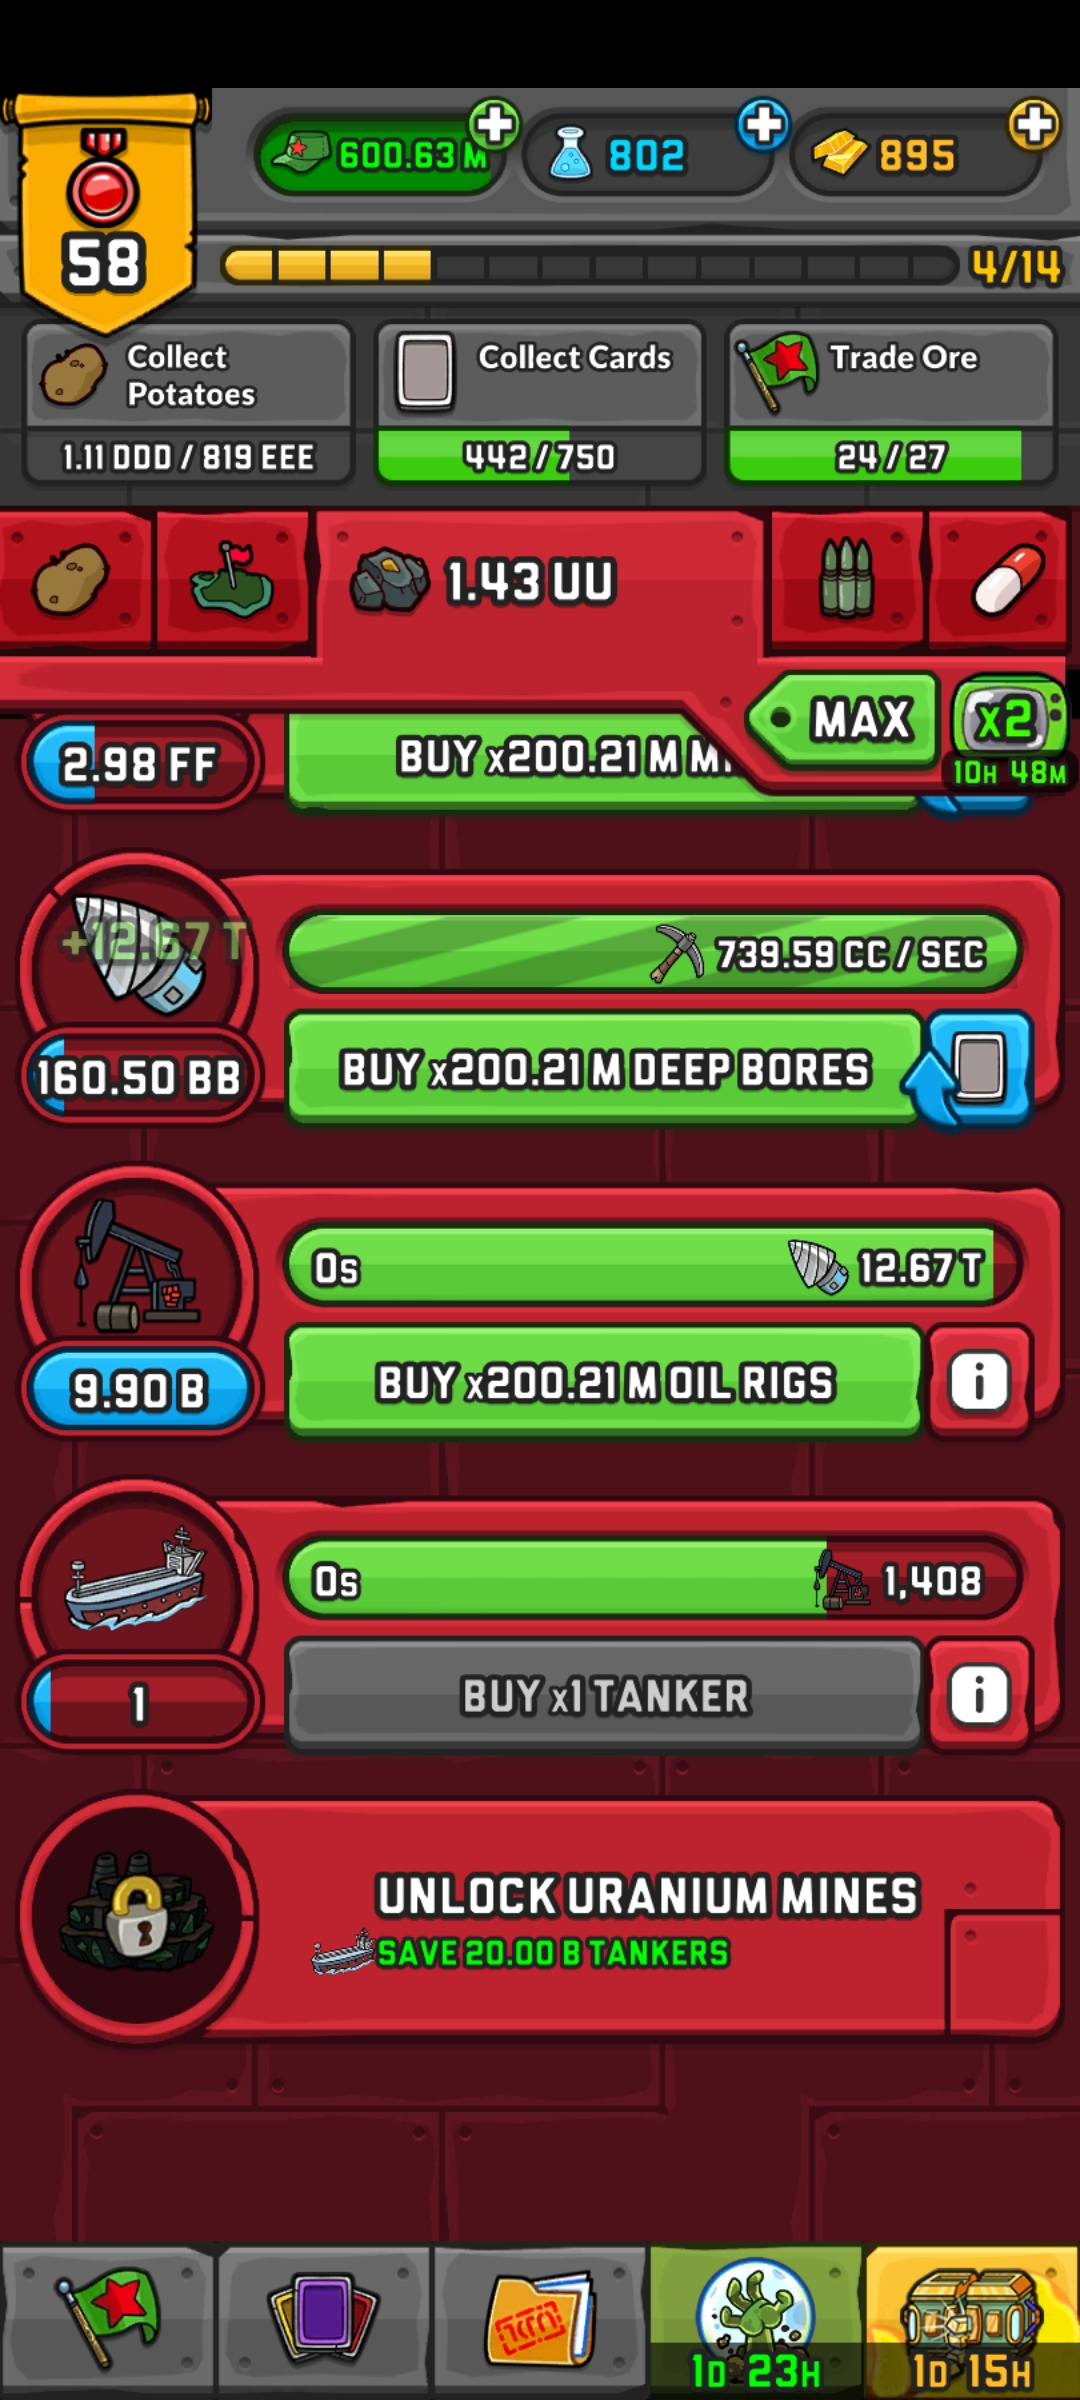 58
600.63 M
802
895
4/14
Collect
Potatoes
1.11 DDD / 819 EEE
Collect Cards
442/750
Trade Ore
24/27
1.43 UU
MAX
x2
10H 48M
2.98 FF
BUY x200.21 M
+12.67 T
739.59 CC / SEC
160.50 BB
BUY x200.21 M DEEP BORES
0s
12.67 T
9.90 B
BUY x200.21 M OIL RIGS
i
0s
1,408
1
BUY x1 TANKER
i
UNLOCK URANIUM MINES
SAVE 20.00 B TANKERS
1D 23H
1D 15H